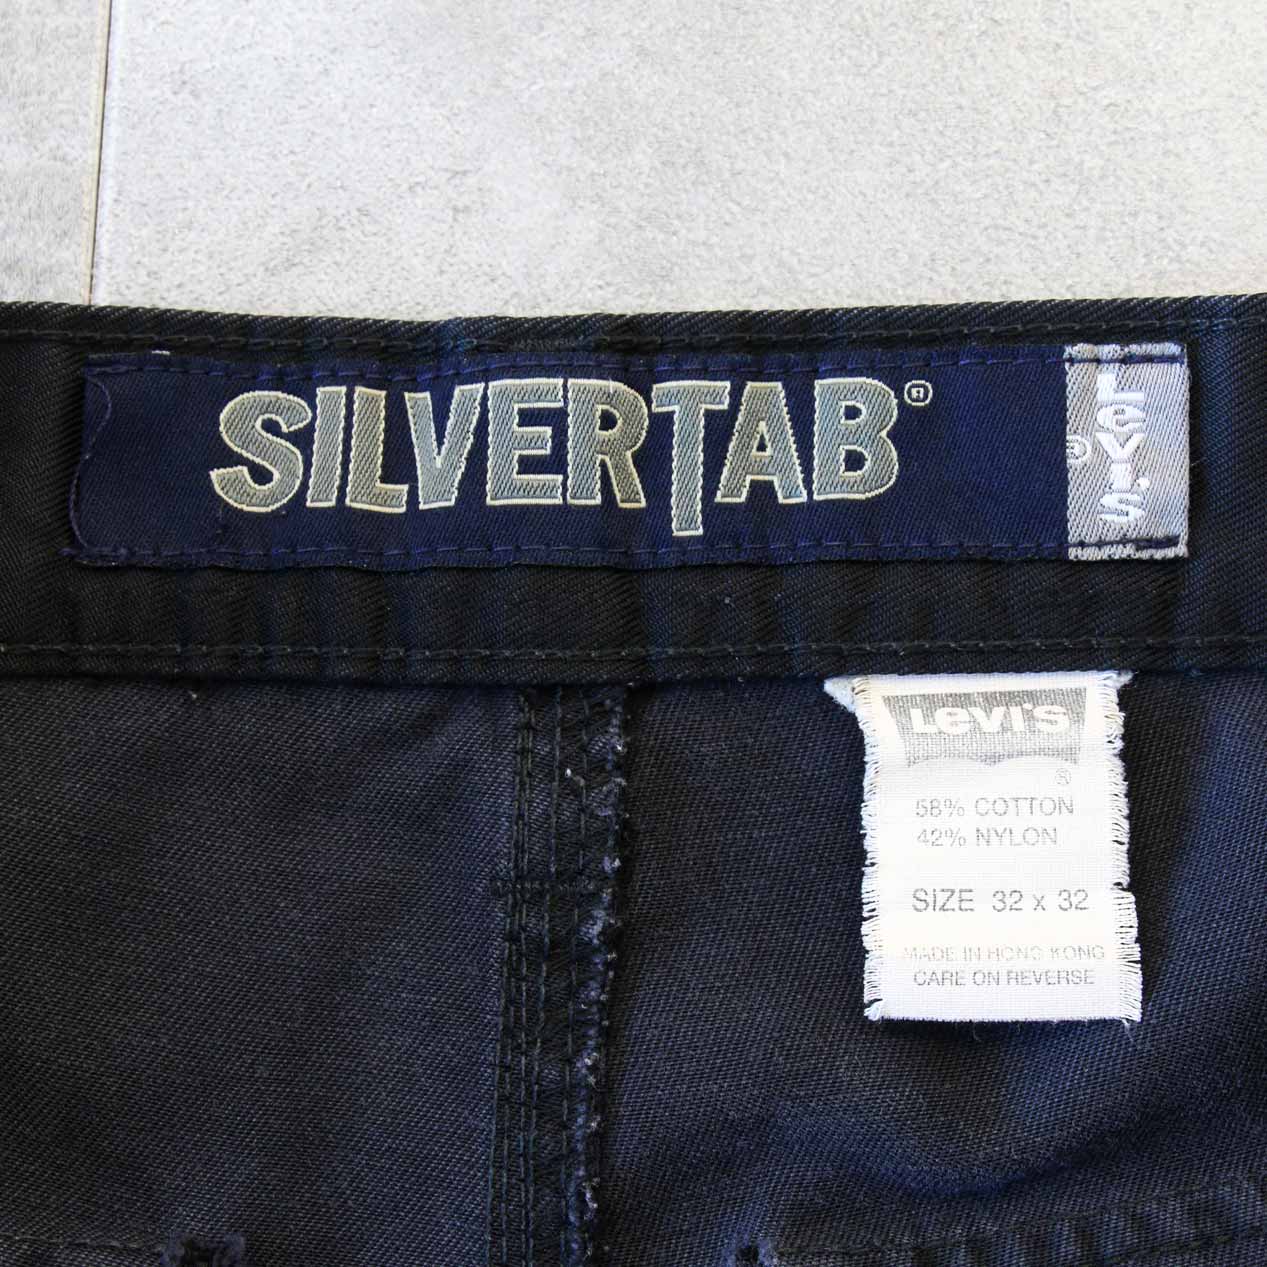 SILVERTAB®
Levi's®
Levi's®
58% COTTON
42% NYLON
SIZE 32 x 32
MADE IN HONG KONG
CARE ON REVERSE